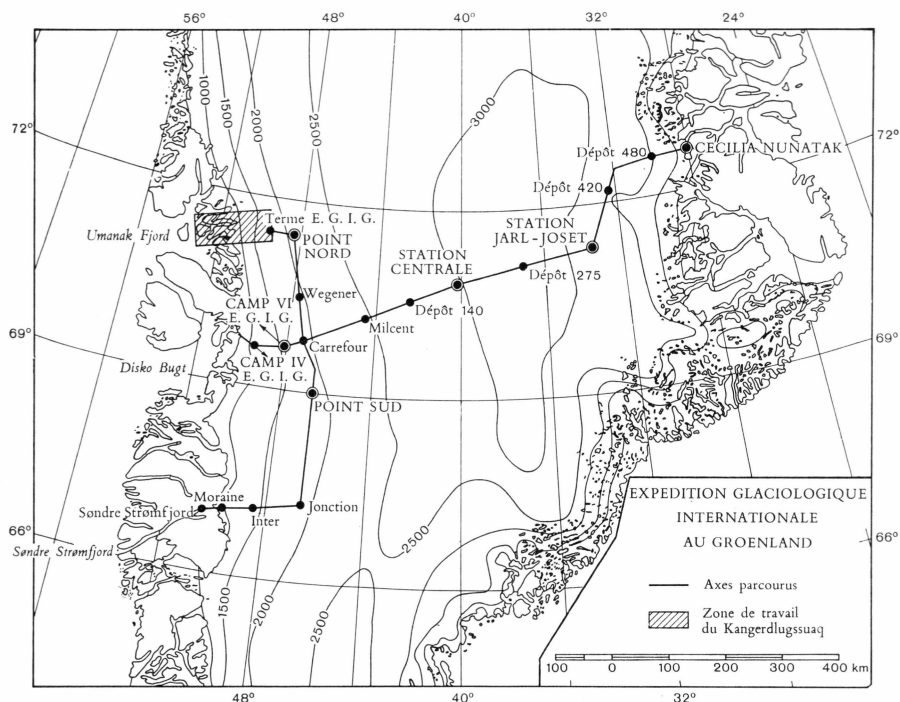 56° 48° 40° 32° 24°
72°
72°
69°
69°
66°
66°
48° 40° 32°
1000
1500
2000
2500
3000
Dépôt 480
CECILIA NUNATAK
Dépôt 420
Terme E. G. I. G.
Umanak Fjord
POINT
NORD
STATION
JARL-JOSET
STATION
CENTRALE
Dépôt 275
Wegener
CAMP VI
E. G. I. G.
Dépôt 140
Milcent
Carrefour
Disko Bugt
CAMP IV
E. G. I. G.
POINT SUD
Moraine
Søndre Strømfjord
Inter
Jonction
Søndre Strømfjord
1500
2000
2500
2500
EXPEDITION GLACIOLOGIQUE
INTERNATIONALE
AU GROENLAND
Axes parcourus
Zone de travail
du Kangerdlugssuaq
100 0 100 200 300 400 km